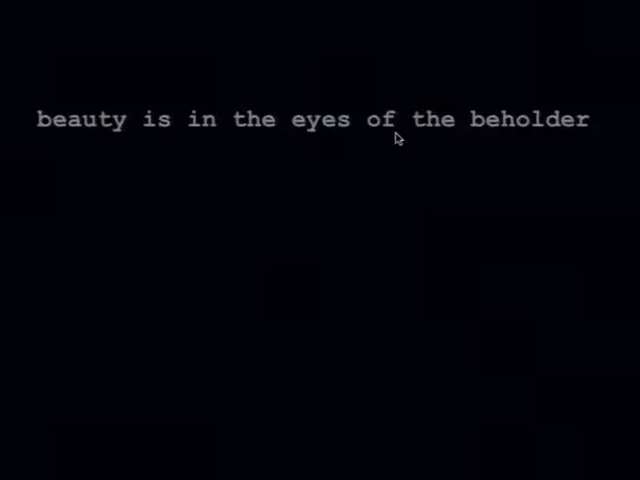 beauty is in the eyes of the beholder